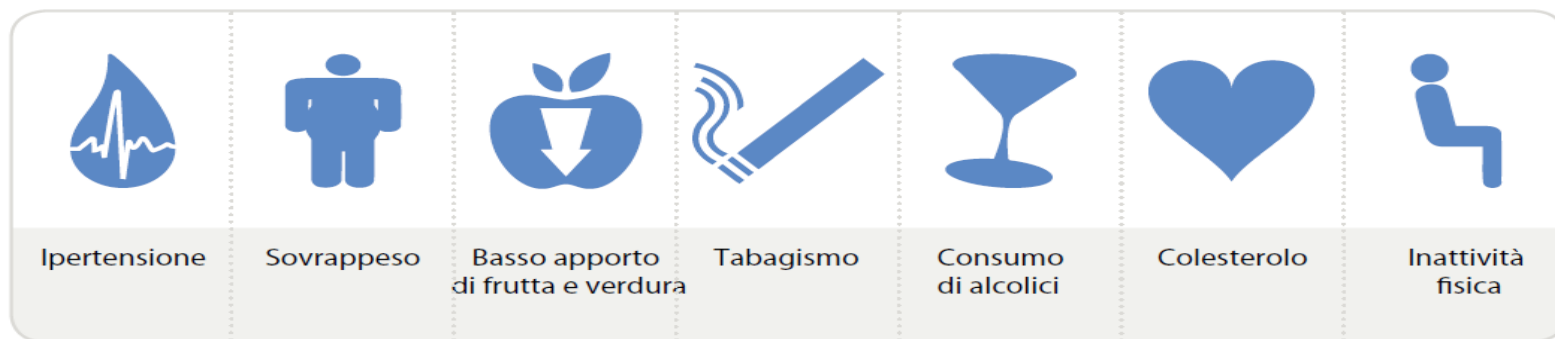 Ipertensione
Sovrappeso
Basso apporto
di frutta e verdura
Tabagismo
Consumo
di alcolici
Colesterolo
Inattività
fisica